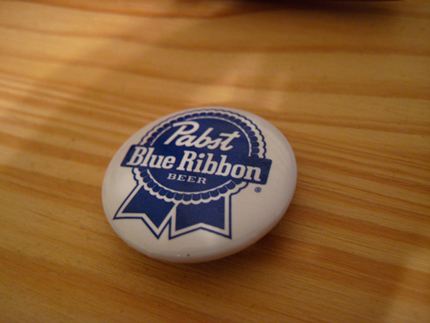 Pabst
Blue Ribbon
BEER
®